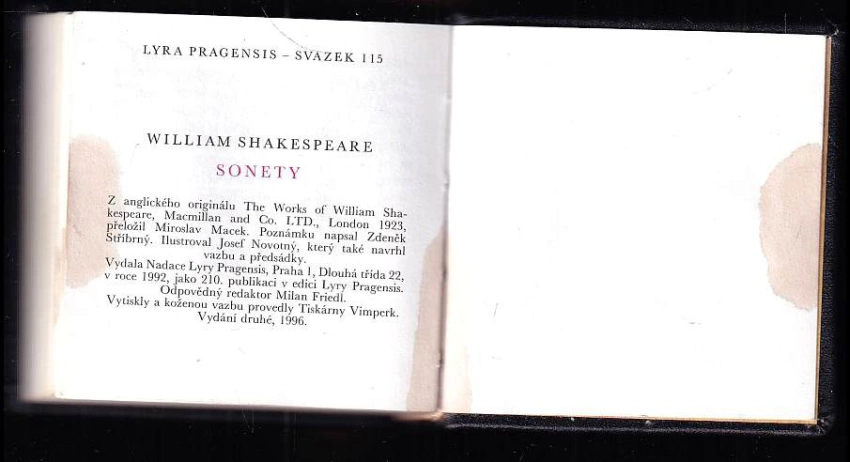 LYRA PRAGENSIS – SVAZEK 115
WILLIAM SHAKESPEARE
SONETY
Z anglického originálu The Works of William Sha-
kespeare, Macmillan and Co. LTD., London 1923,
přeložil Miroslav Macek. Poznámku napsal Zdeněk
Stříbrný. Ilustroval Josef Novotný, který také navrhl
vazbu a předsádky.
Vydala Nadace Lyry Pragensis, Praha 1, Dlouhá třída 22,
v roce 1992, jako 210. publikaci v edici Lyry Pragensis.
Odpovědný redaktor Milan Friedl.
Vytiskly a koženou vazbu provedly Tiskárny Vimperk.
Vydání druhé, 1996.